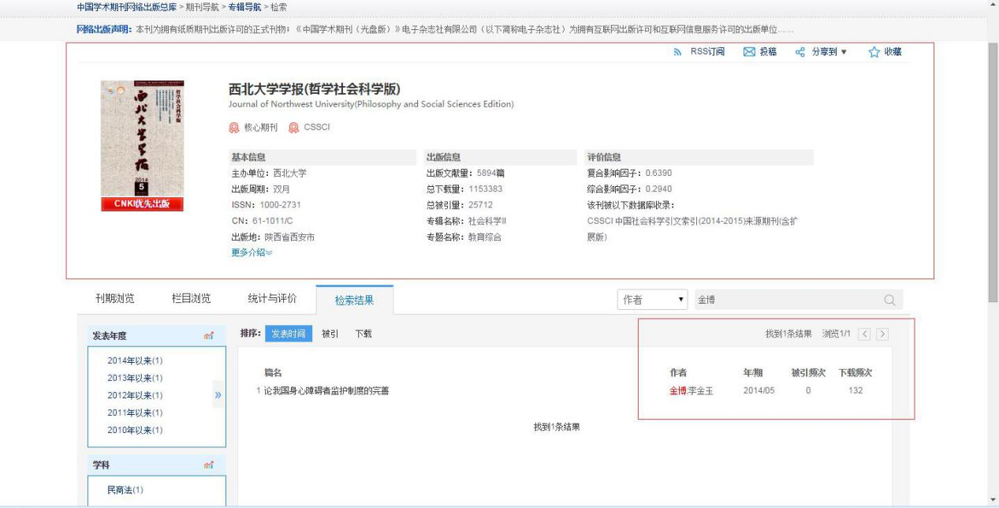 中国学术期刊网络出版总库 > 期刊导航 > 专辑导航 > 检索
网络出版声明：本刊为拥有纸质期刊出版许可的正式刊物；《中国学术期刊（光盘版）》电子杂志社有限公司（以下简称电子杂志社）为拥有互联网出版许可和互联网信息服务许可的出版单位……
RSS订阅 投稿 分享到 ▼ 收藏
西北大学学报
哲学社会科学版
2014
5
CNKI优先出版
西北大学学报(哲学社会科学版)
Journal of Northwest University(Philosophy and Social Sciences Edition)
核心期刊 CSSCI
基本信息
主办单位：西北大学
出版周期：双月
ISSN：1000-2731
CN：61-1011/C
出版地：陕西省西安市
更多介绍
出版信息
出版文献量：5894篇
总下载量：1153383
总被引量：25712
专辑名称：社会科学II
专题名称：教育综合
评价信息
复合影响因子：0.6390
综合影响因子：0.2940
该刊被以下数据库收录：
CSSCI 中国社会科学引文索引(2014-2015)来源期刊(含扩
展版)
刊期浏览 栏目浏览 统计与评价 检索结果 作者 ▼ 金博
发表年度
2014年以来(1)
2013年以来(1)
2012年以来(1)
2011年以来(1)
2010年以来(1)
»
学科
民商法(1)
排序： 发表时间 被引 下载 找到1条结果 浏览1/1 < >
篇名 作者 年/期 被引频次 下载频次
1 论我国身心障碍者监护制度的完善 金博;李金玉 2014/05 0 132
找到1条结果